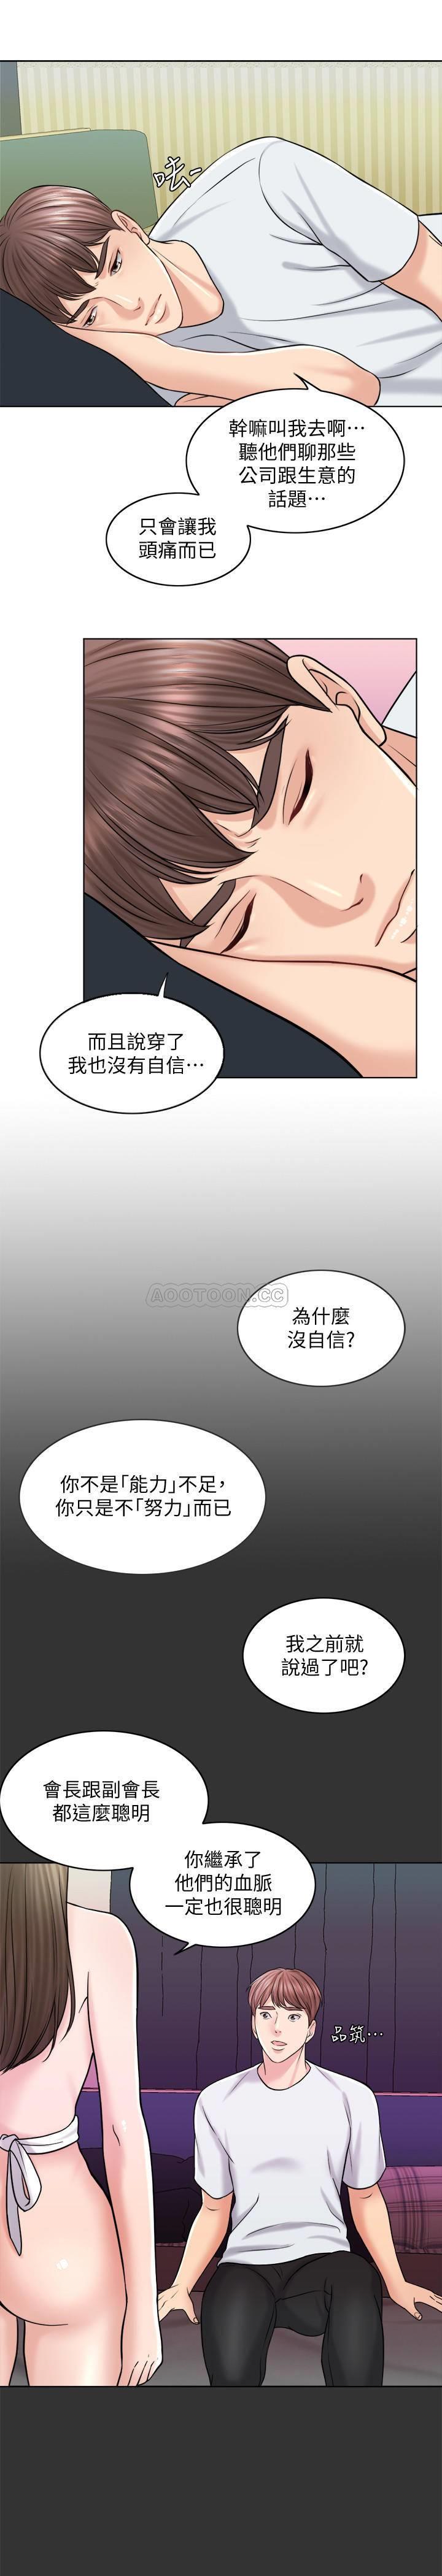 呿~
幹嘛叫我去啊…
聽他們聊那些
公司跟生意的
話題…
只會讓我
頭痛而已
而且說穿了
我也沒有自信…
AOOTOON.CC
為什麼
沒自信?
你不是「能力」不足,
你只是不「努力」而已
我之前就
說過了吧?
會長跟副會長
都這麼聰明
你繼承了
他們的血脈
一定也很聰明
品筑…